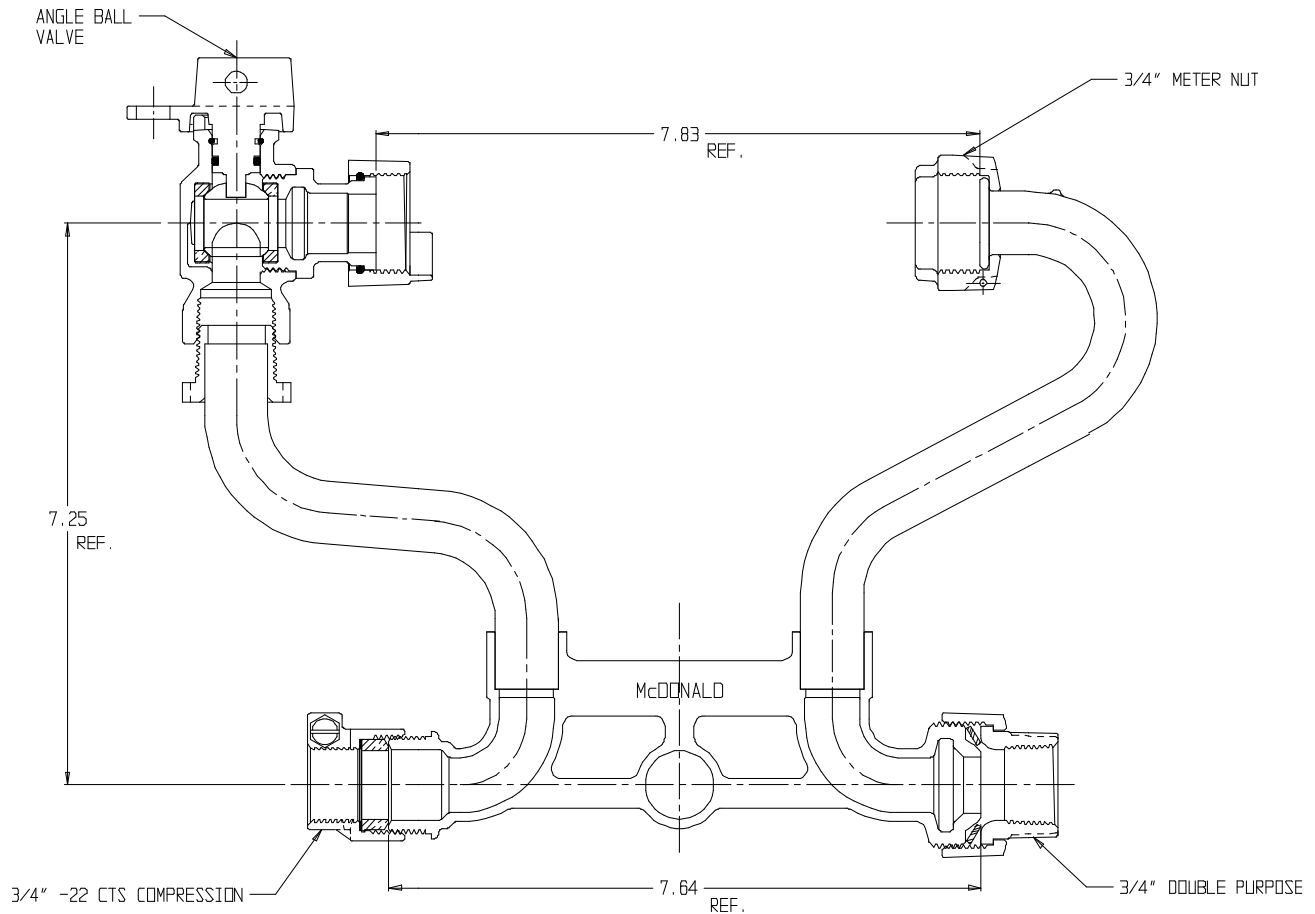 ANGLE BALL
VALVE
3/4" METER NUT
7.83
REF.
7.25
REF.
McDONALD
3/4" -22 CTS COMPRESSION
7.64
REF.
3/4" DOUBLE PURPOSE